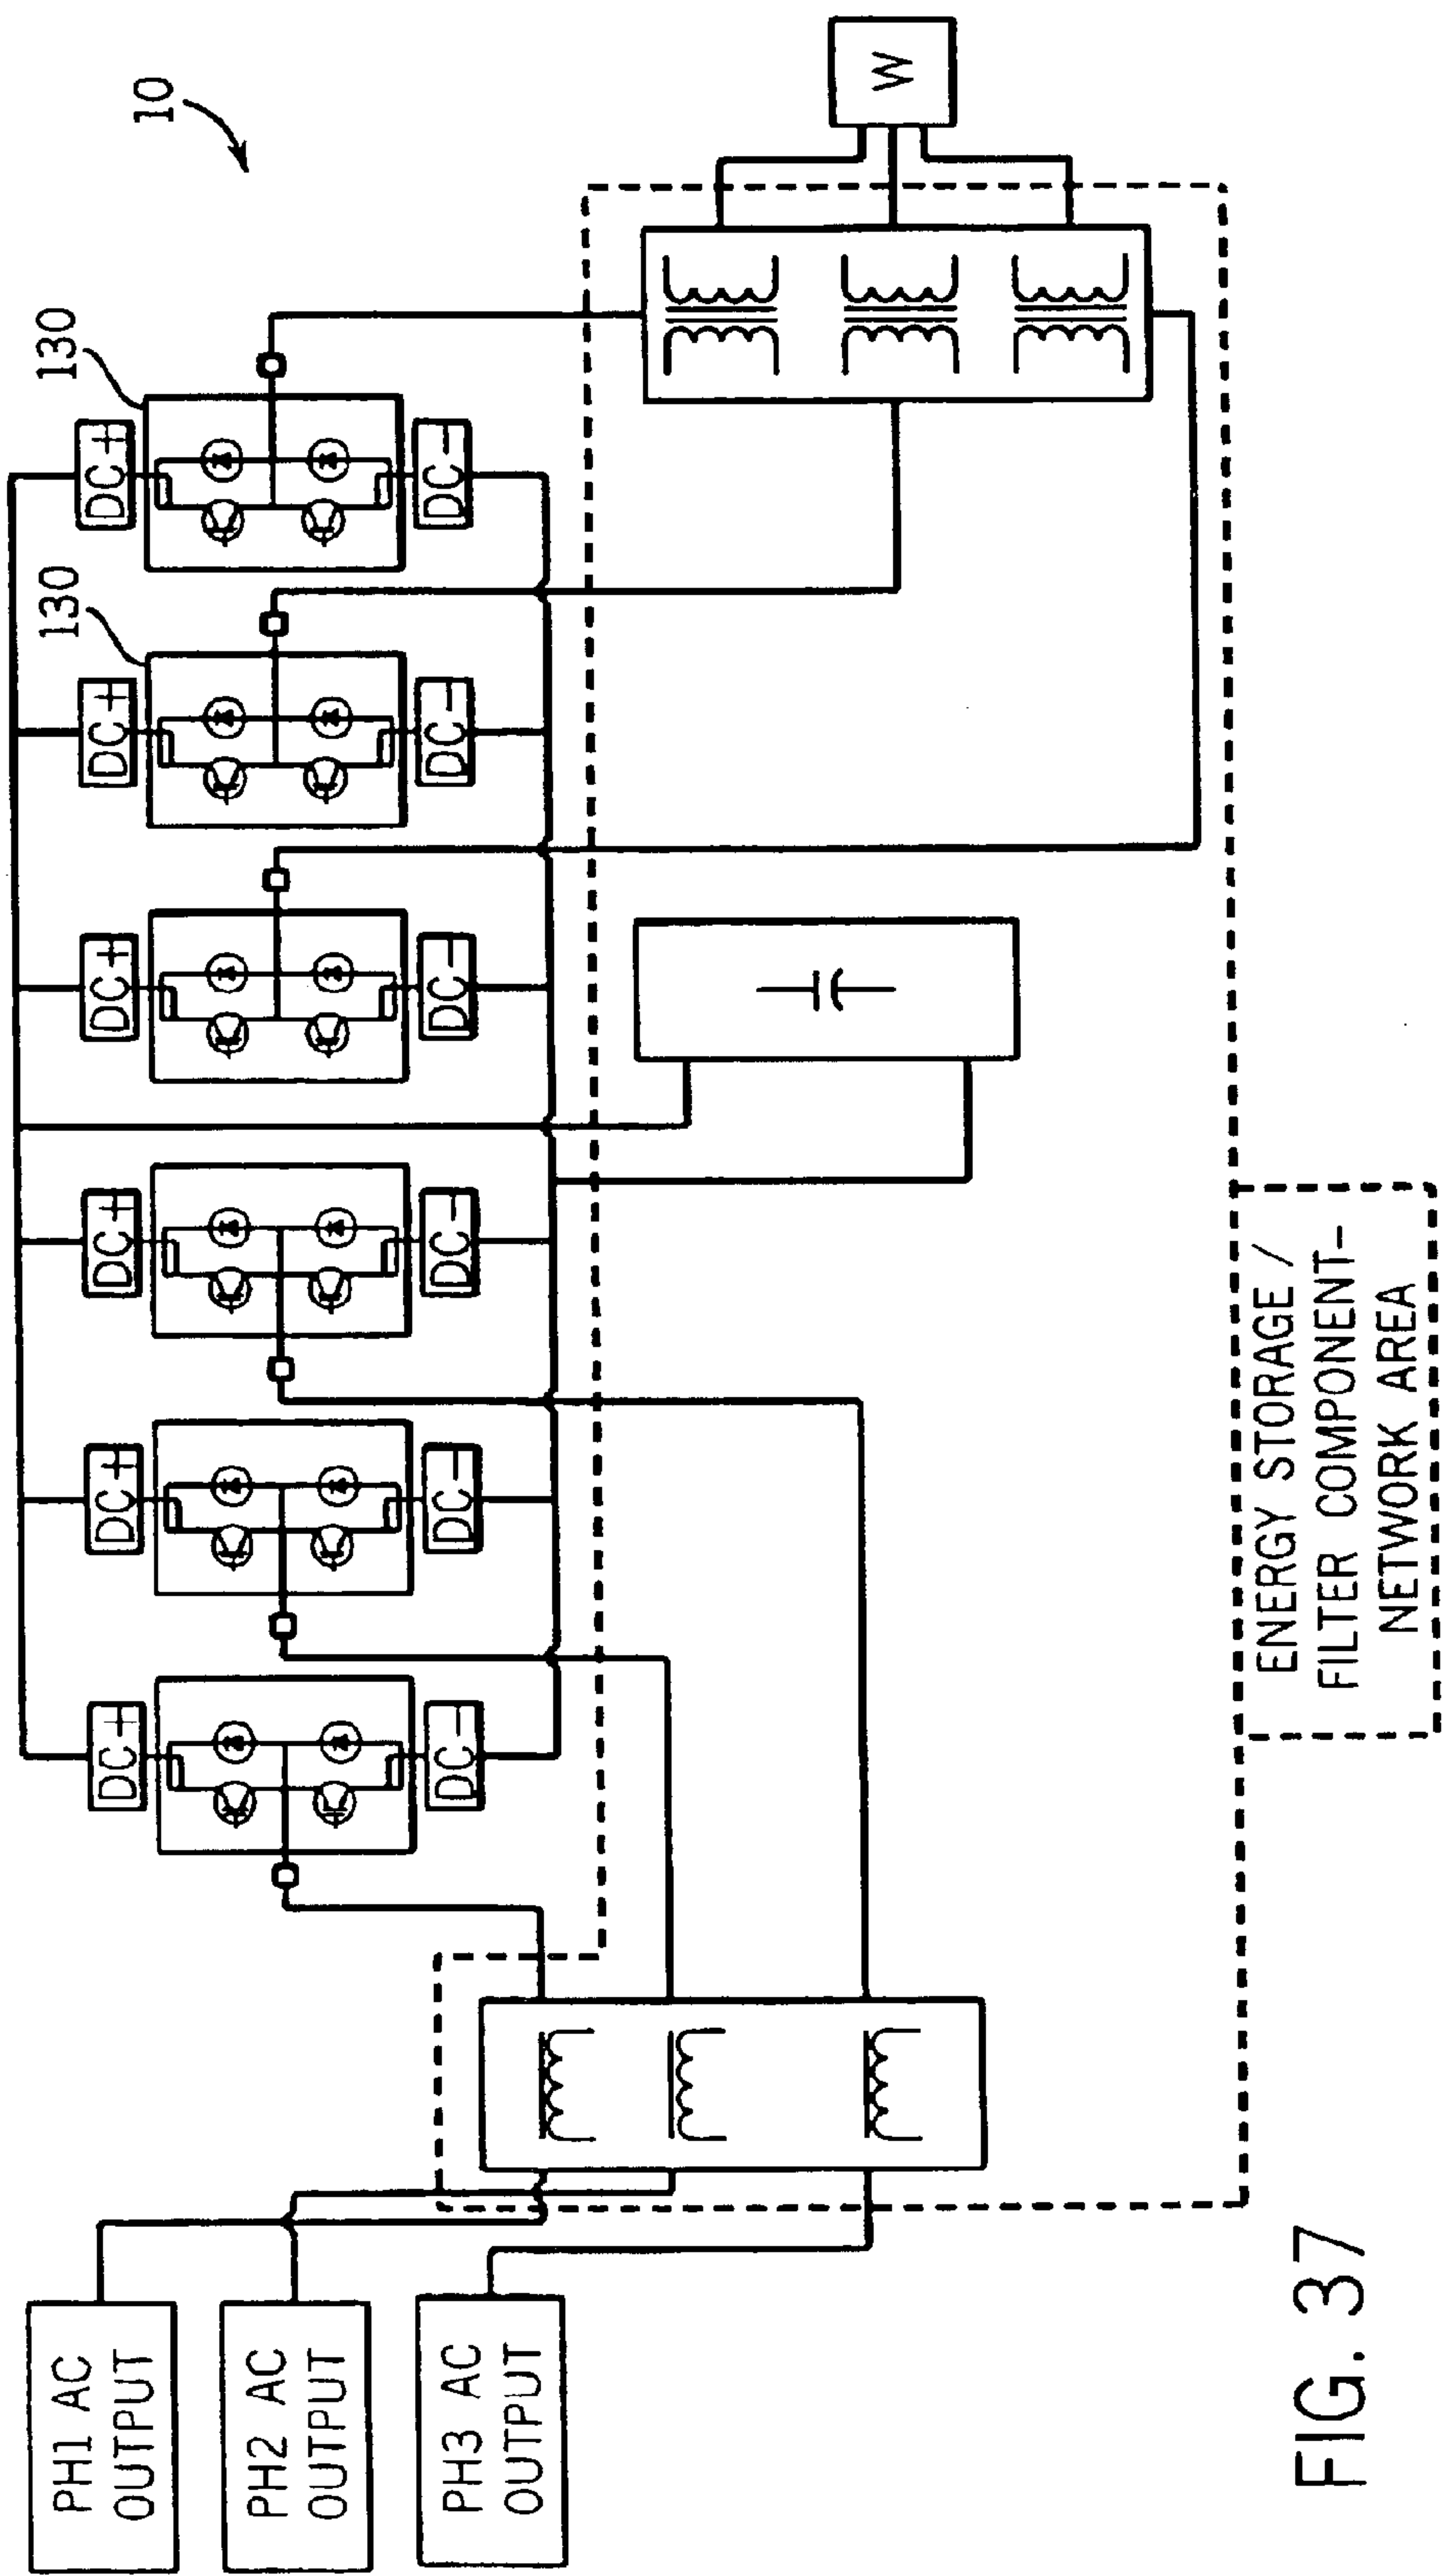 10
130
130
DC+
DC+
DC+
DC+
DC+
DC+
DC-
DC-
DC-
DC-
DC-
DC-
W
PH1 AC
OUTPUT
PH2 AC
OUTPUT
PH3 AC
OUTPUT
ENERGY STORAGE /
FILTER COMPONENT-
NETWORK AREA
FIG. 37